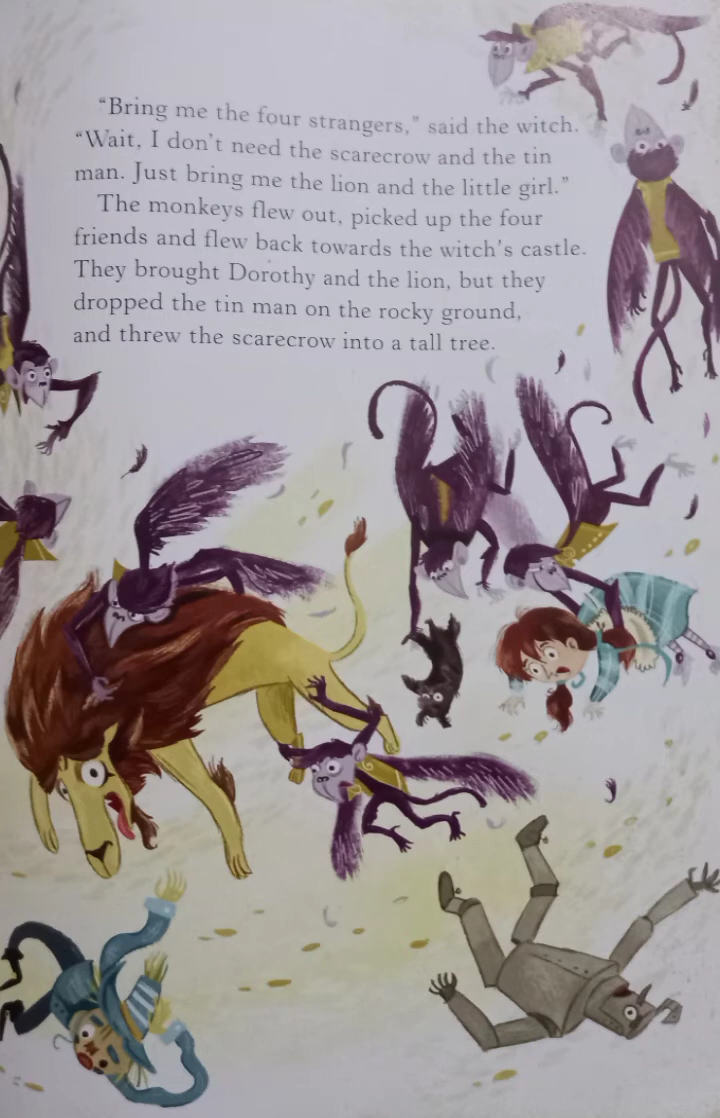 “Bring me the four strangers,” said the witch.
“Wait, I don’t need the scarecrow and the tin
man. Just bring me the lion and the little girl.”
The monkeys flew out, picked up the four
friends and flew back towards the witch’s castle.
They brought Dorothy and the lion, but they
dropped the tin man on the rocky ground,
and threw the scarecrow into a tall tree.